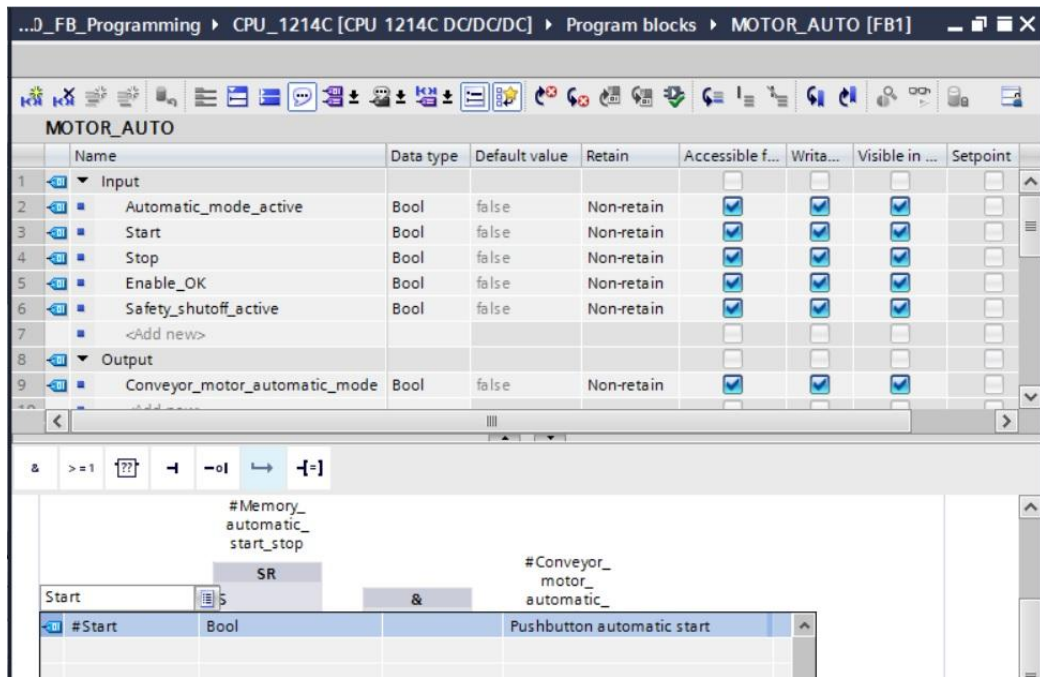 ...0_FB_Programming ▸ CPU_1214C [CPU 1214C DC/DC/DC] ▸ Program blocks ▸ MOTOR_AUTO [FB1]
MOTOR_AUTO
Name Data type Default value Retain Accessible f... Writa... Visible in ... Setpoint
1 Input
2 Automatic_mode_active Bool false Non-retain
3 Start Bool false Non-retain
4 Stop Bool false Non-retain
5 Enable_OK Bool false Non-retain
6 Safety_shutoff_active Bool false Non-retain
7 <Add new>
8 Output
9 Conveyor_motor_automatic_mode Bool false Non-retain
& >=1 ??
#Memory_
automatic_
start_stop
#Conveyor_
motor_
automatic_
SR
&
Start S
#Start Bool Pushbutton automatic start